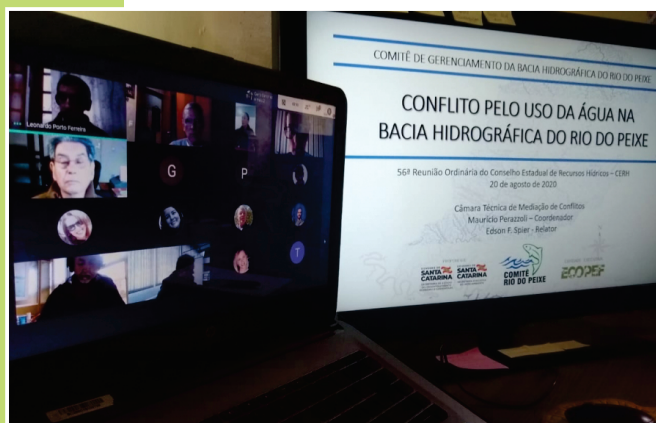 Leonardo Porto Ferreira
G
P
T
COMITÊ DE GERENCIAMENTO DA BACIA HIDROGRÁFICA DO RIO DO PEIXE
CONFLITO PELO USO DA ÁGUA NA
BACIA HIDROGRÁFICA DO RIO DO PEIXE
56ª Reunião Ordinária do Conselho Estadual de Recursos Hídricos – CERH
20 de agosto de 2020
Câmara Técnica de Mediação de Conflitos
Mauricio Perazzoli – Coordenador
Edson F. Spier - Relator
SANTA CATARINA
SANTA CATARINA
COMITÊ
RIO DO PEIXE
ECOPEF